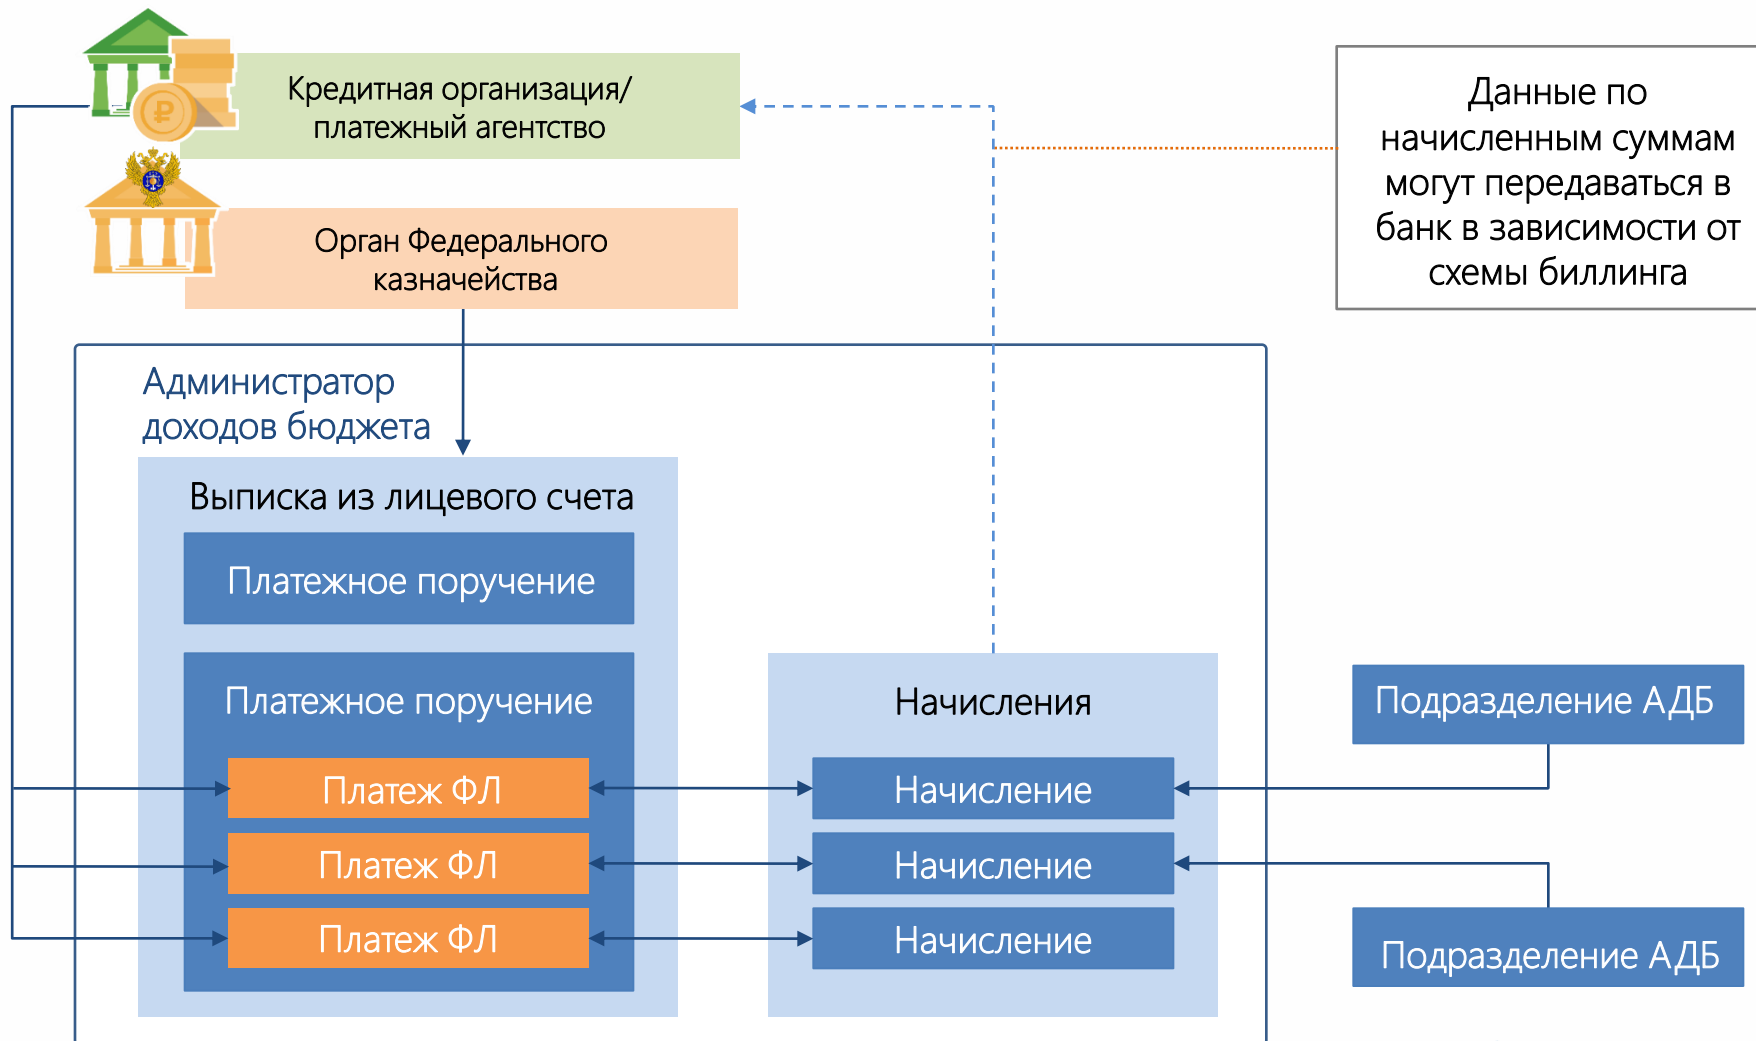 Кредитная организация/
платежный агентство
Данные по
начисленным суммам
могут передаваться в
банк в зависимости от
схемы биллинга
Орган Федерального
казначейства
Администратор
доходов бюджета
Выписка из лицевого счета
Платежное поручение
Платежное поручение
Платеж ФЛ
Платеж ФЛ
Платеж ФЛ
Начисления
Начисление
Начисление
Начисление
Подразделение АДБ
Подразделение АДБ